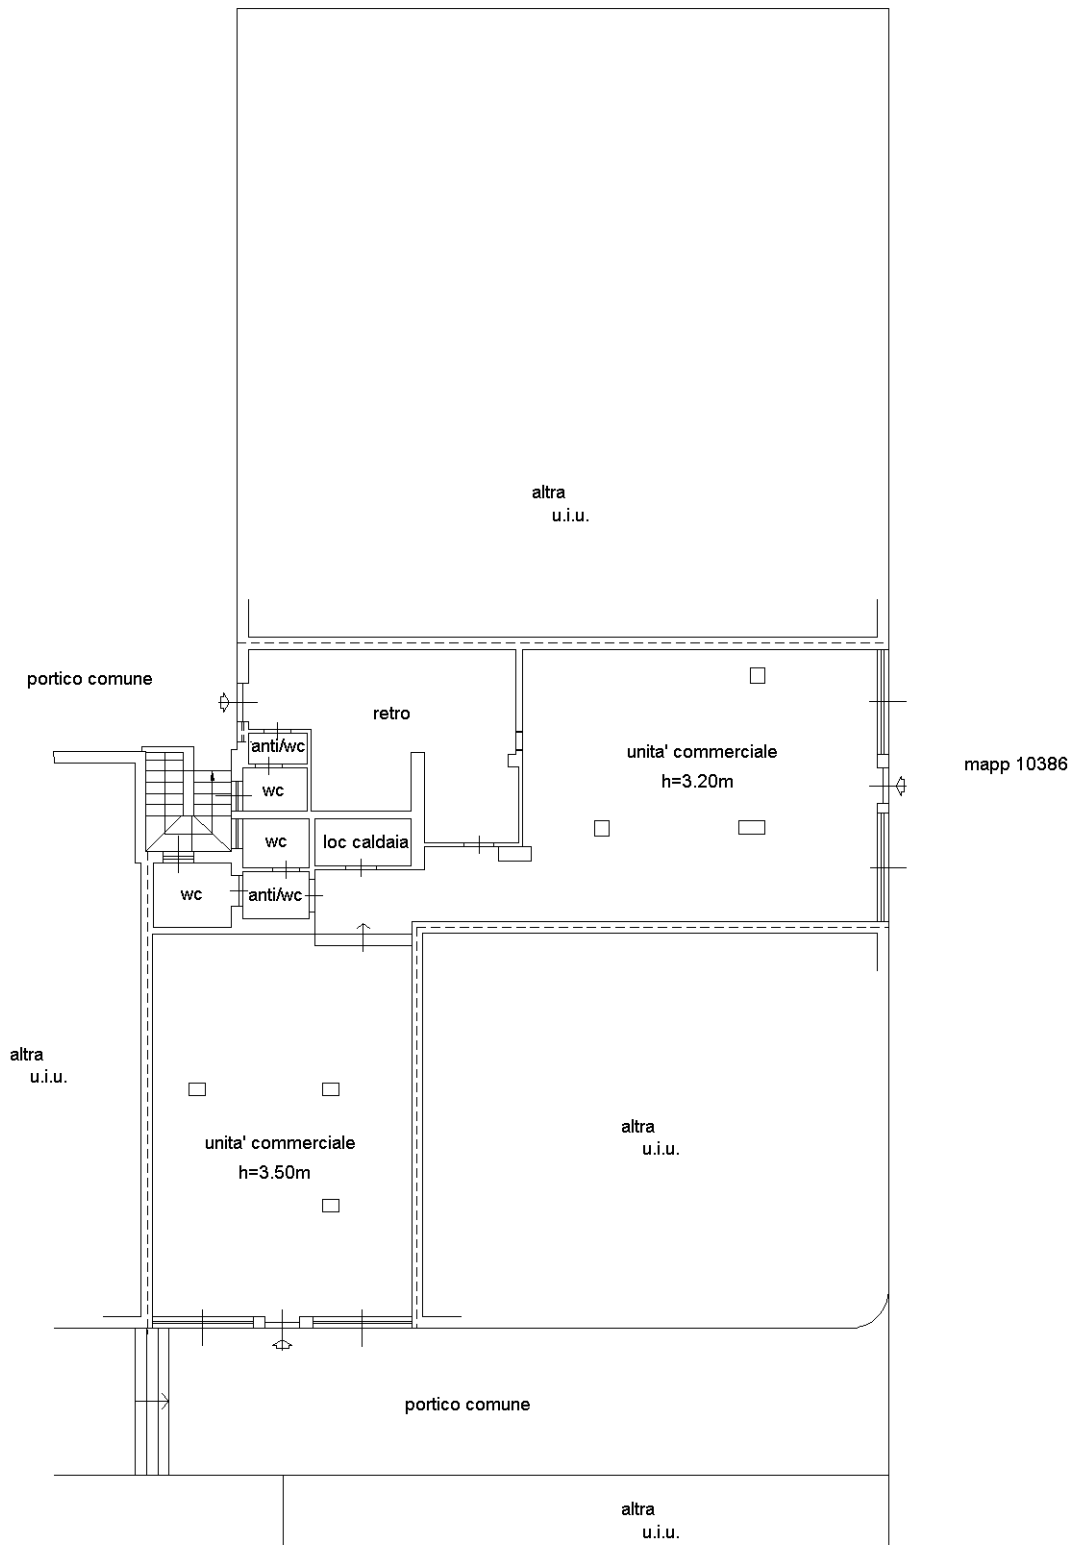 altra
u.i.u.
portico comune
retro
anti/wc
unita' commerciale
h=3.20m
mapp 10386
wc
wc
loc caldaia
wc
anti/wc
altra
u.i.u.
unita' commerciale
h=3.50m
altra
u.i.u.
portico comune
altra
u.i.u.